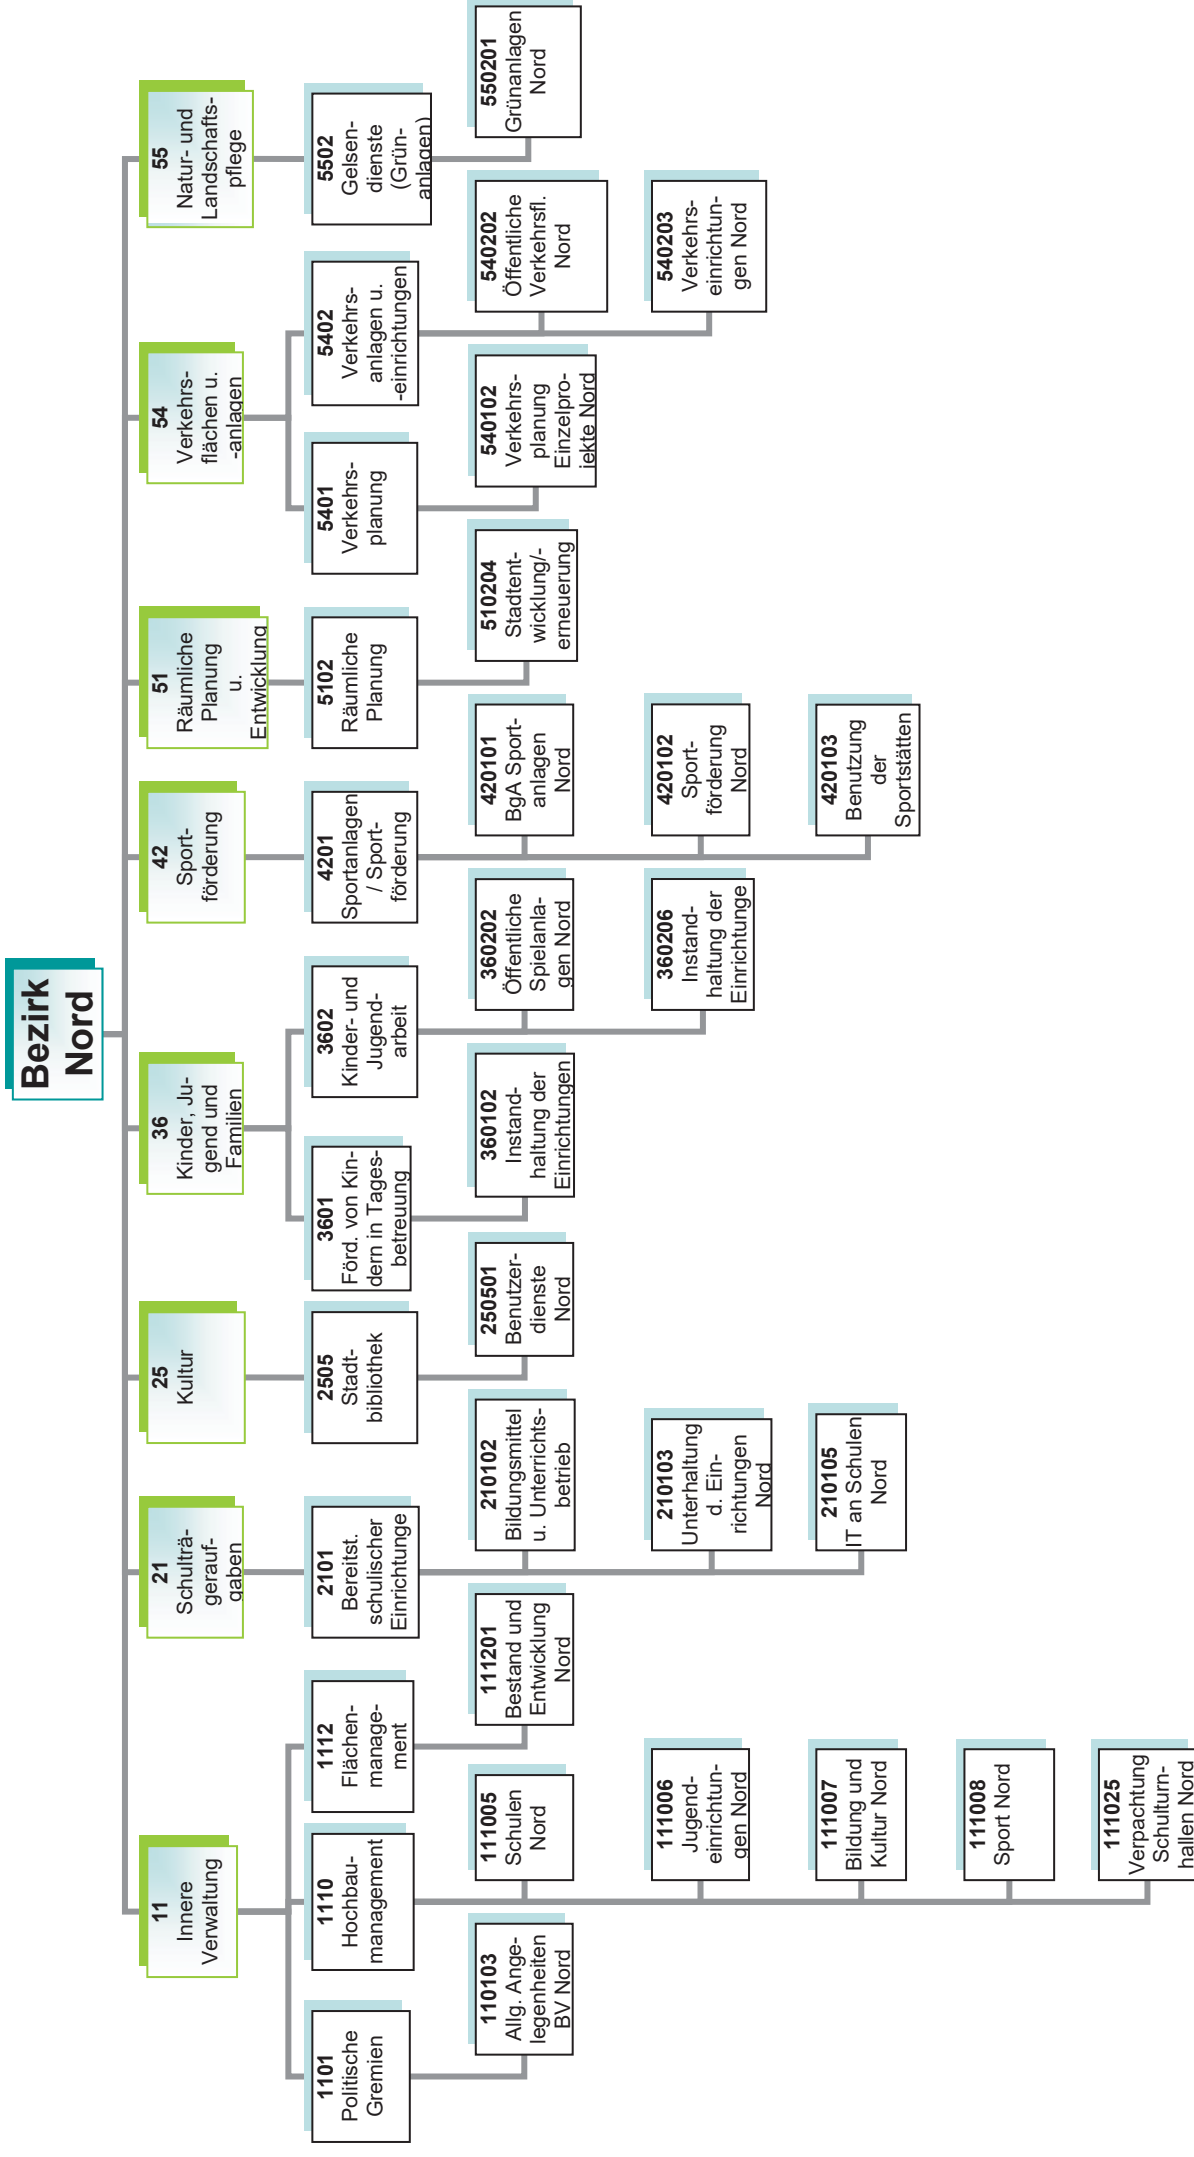 Bezirk
Nord
11
Innere
Verwaltung
21
Schulträ-
gerauf-
gaben
25
Kultur
36
Kinder, Ju-
gend und
Familien
42
Sport-
förderung
51
Räumliche
Planung
u.
Entwicklung
54
Verkehrs-
flächen u.
-anlagen
55
Natur- und
Landschafts-
pflege
1101
Politische
Gremien
1110
Hochbau-
management
1112
Flächen-
manage-
ment
2101
Bereitst.
schulischer
Einrichtunge
2505
Stadt-
bibliothek
3601
Förd. von Kin-
dern in Tages-
betreuung
3602
Kinder- und
Jugend-
arbeit
4201
Sportanlagen
/ Sport-
förderung
5102
Räumliche
Planung
5401
Verkehrs-
planung
5402
Verkehrs-
anlagen u.
-einrichtungen
5502
Gelsen-
dienste
(Grün-
anlagen)
110103
Allg. Ange-
legenheiten
BV Nord
111005
Schulen
Nord
111201
Bestand und
Entwicklung
Nord
210102
Bildungsmittel
u. Unterrichts-
betrieb
250501
Benutzer-
dienste
Nord
360102
Instand-
haltung der
Einrichtungen
360202
Öffentliche
Spielanla-
gen Nord
420101
BgA Sport-
anlagen
Nord
510204
Stadtent-
wicklung/-
erneuerung
540102
Verkehrs-
planung
Einzelpro-
jekte Nord
540202
Öffentliche
Verkehrsfl.
Nord
550201
Grünanlagen
Nord
111006
Jugend-
einrichtun-
gen Nord
210103
Unterhaltung
d. Ein-
richtungen
Nord
360206
Instand-
haltung der
Einrichtunge
420102
Sport-
förderung
Nord
540203
Verkehrs-
einrichtun-
gen Nord
111007
Bildung und
Kultur Nord
210105
IT an Schulen
Nord
420103
Benutzung
der
Sportstätten
111008
Sport Nord
111025
Verpachtung
Schulturn-
hallen Nord